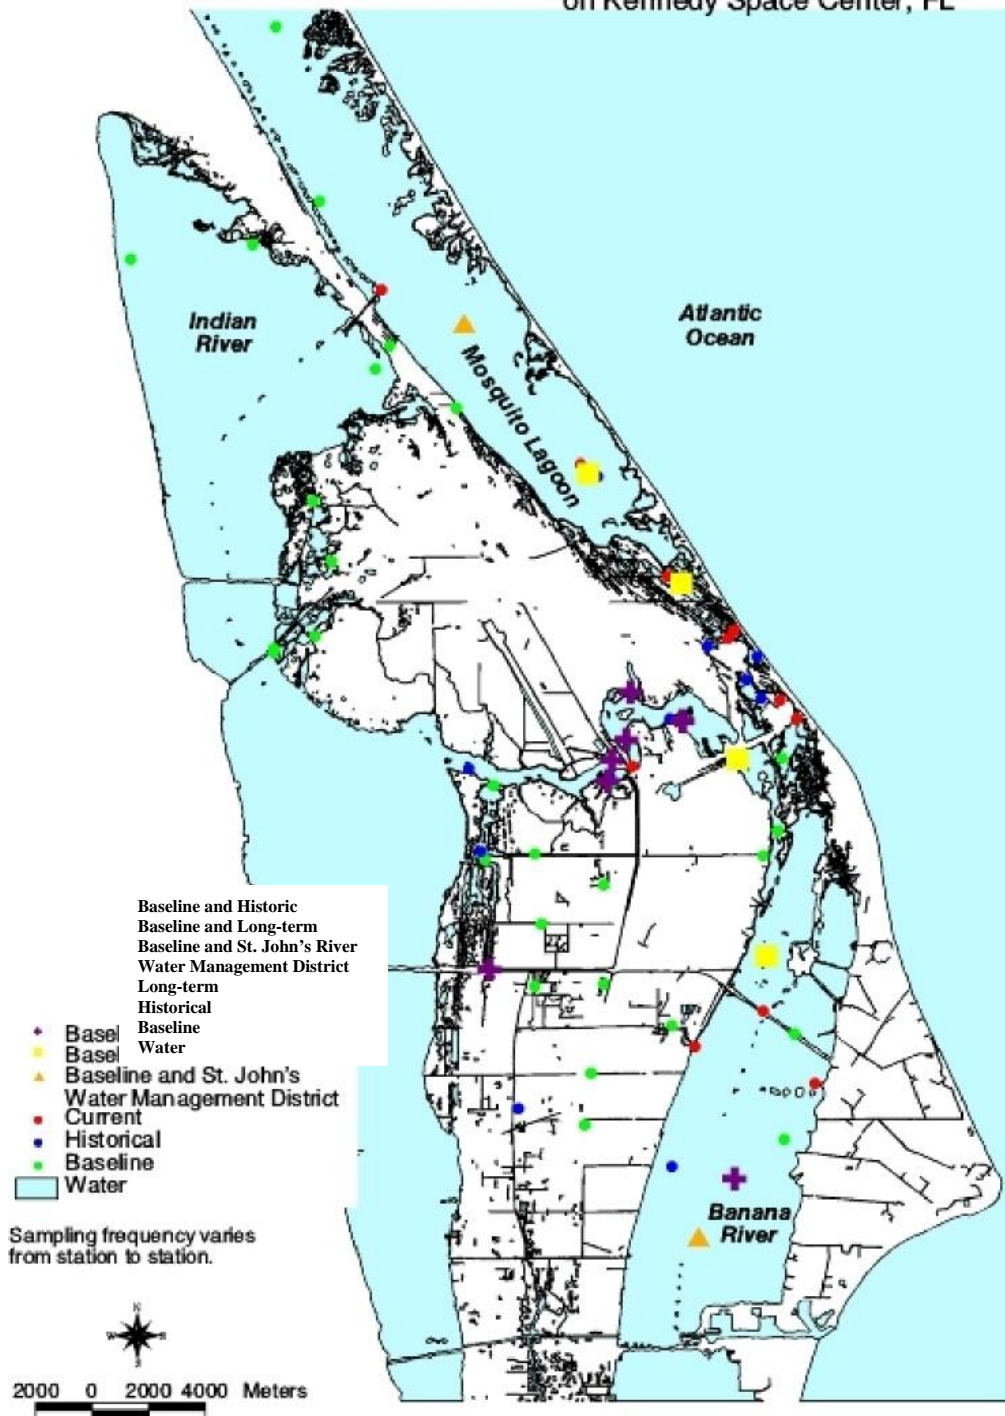 on Kennedy Space Center, FL
Indian
River
Atlantic
Ocean
Mosquito Lagoon
Baseline and Historic
Baseline and Long-term
Baseline and St. John's River
Water Management District
Long-term
Historical
Baseline
Water
Basel
Basel
Baseline and St. John's
Water Management District
Current
Historical
Baseline
Water
Banana
River
Sampling frequency varies
from station to station.
N
W
E
S
2000 0 2000 4000 Meters